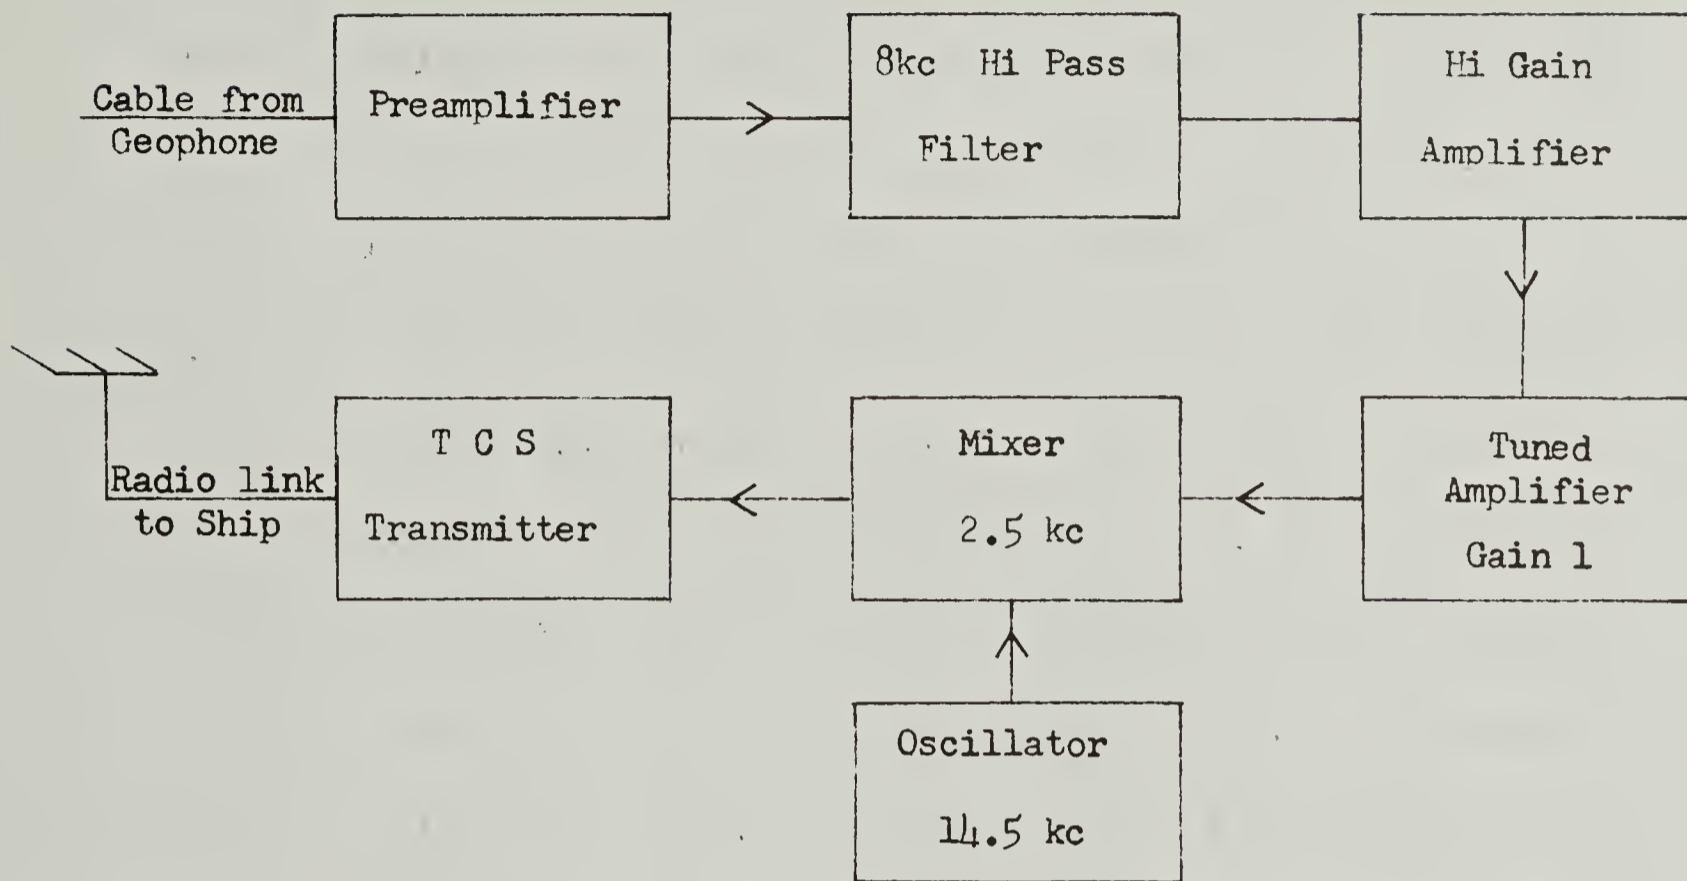 Cable from
Geophone
Preamplifier
8kc Hi Pass
Filter
Hi Gain
Amplifier
Radio link
to Ship
T C S
Transmitter
Mixer
2.5 kc
Tuned
Amplifier
Gain 1
Oscillator
14.5 kc